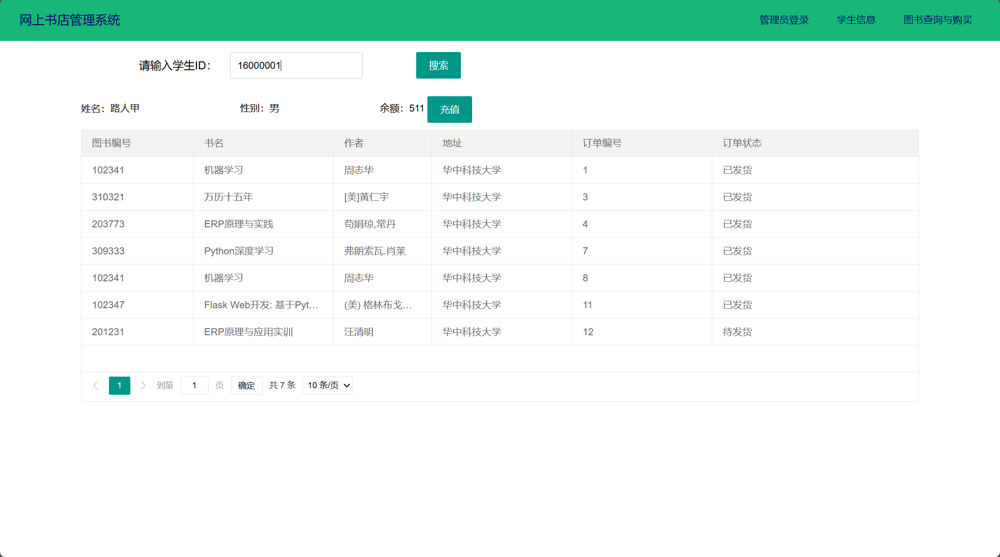 网上书店管理系统 管理员登录 学生信息 图书查询与购买
请输入学生ID： 16000001 搜索
姓名：路人甲 性别：男 余额：511 充值
图书编号 书名 作者 地址 订单编号 订单状态
102341 机器学习 周志华 华中科技大学 1 已发货
310321 万历十五年 [美]黄仁宇 华中科技大学 3 已发货
203773 ERP原理与实践 苟娟琼,常丹 华中科技大学 4 已发货
309333 Python深度学习 弗朗索瓦.肖莱 华中科技大学 7 已发货
102341 机器学习 周志华 华中科技大学 8 已发货
102347 Flask Web开发: 基于Pyt... (美) 格林布戈... 华中科技大学 11 已发货
201231 ERP原理与应用实训 汪清明 华中科技大学 12 待发货
1 到第 1 页 确定 共 7 条 10 条/页